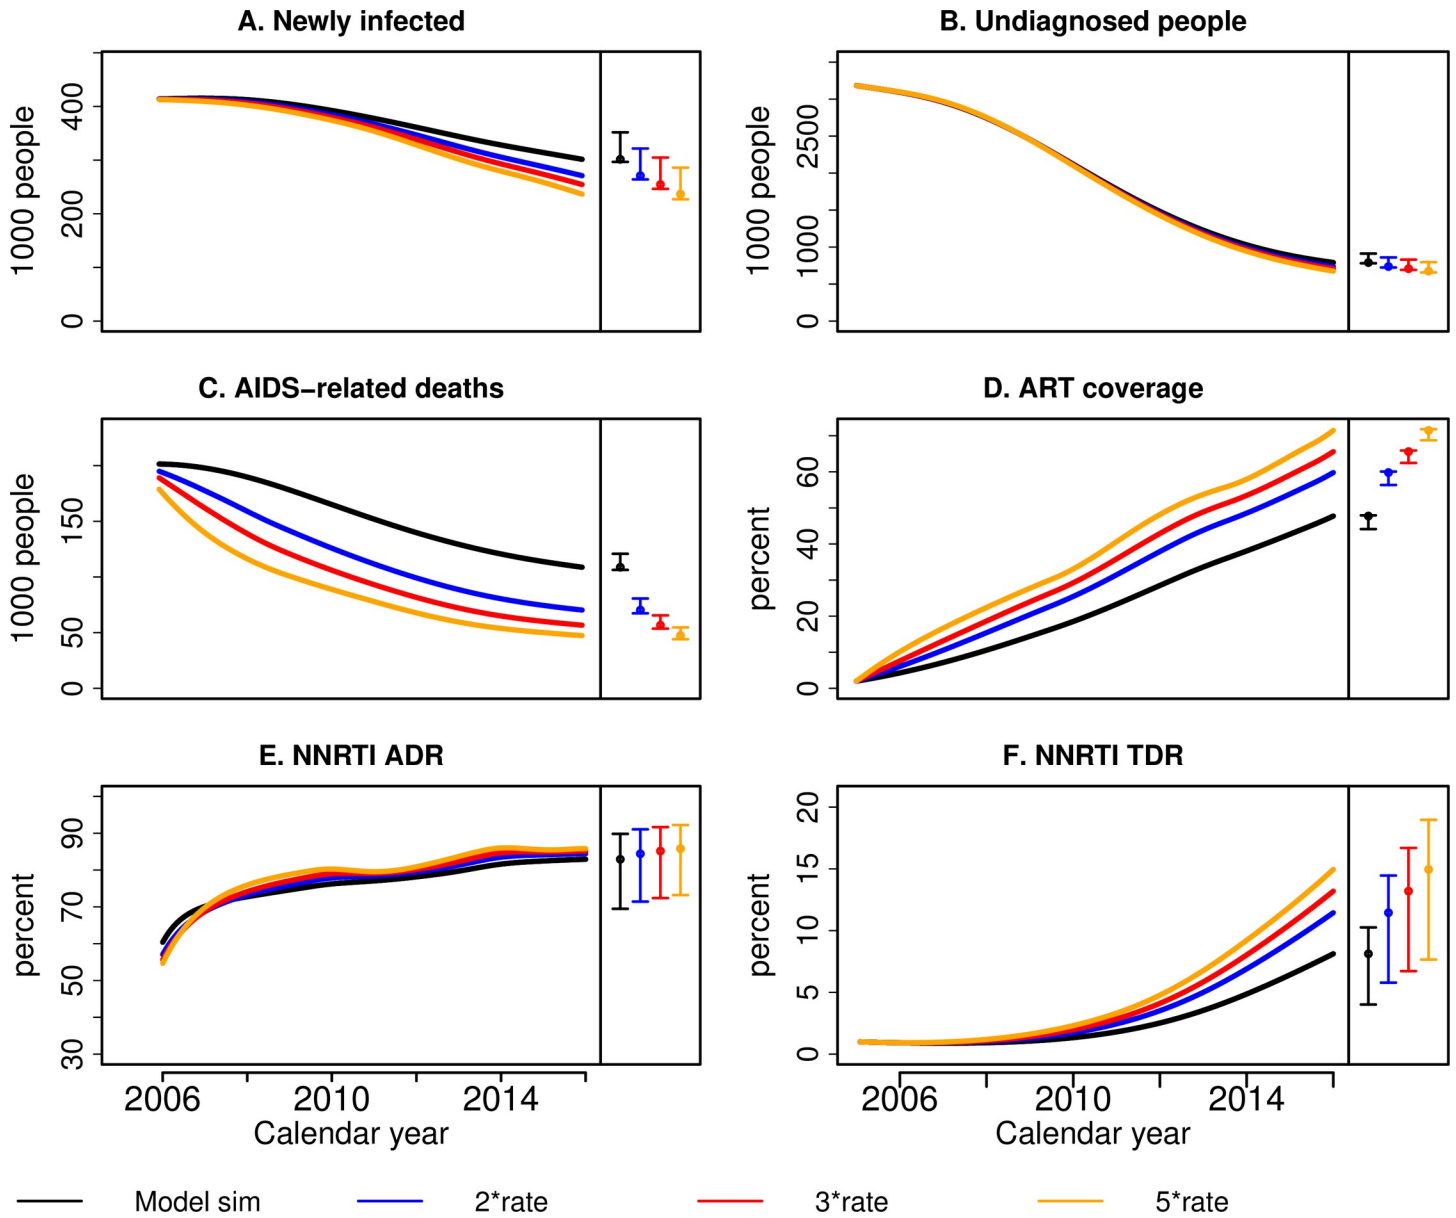 A. Newly infected
1000 people
400
200
0
B. Undiagnosed people
1000 people
2500
1000
0
C. AIDS−related deaths
1000 people
150
50
0
D. ART coverage
percent
60
40
20
0
E. NNRTI ADR
percent
90
70
50
30
2006 2010 2014
Calendar year
F. NNRTI TDR
percent
20
15
10
5
0
2006 2010 2014
Calendar year
Model sim 2*rate 3*rate 5*rate